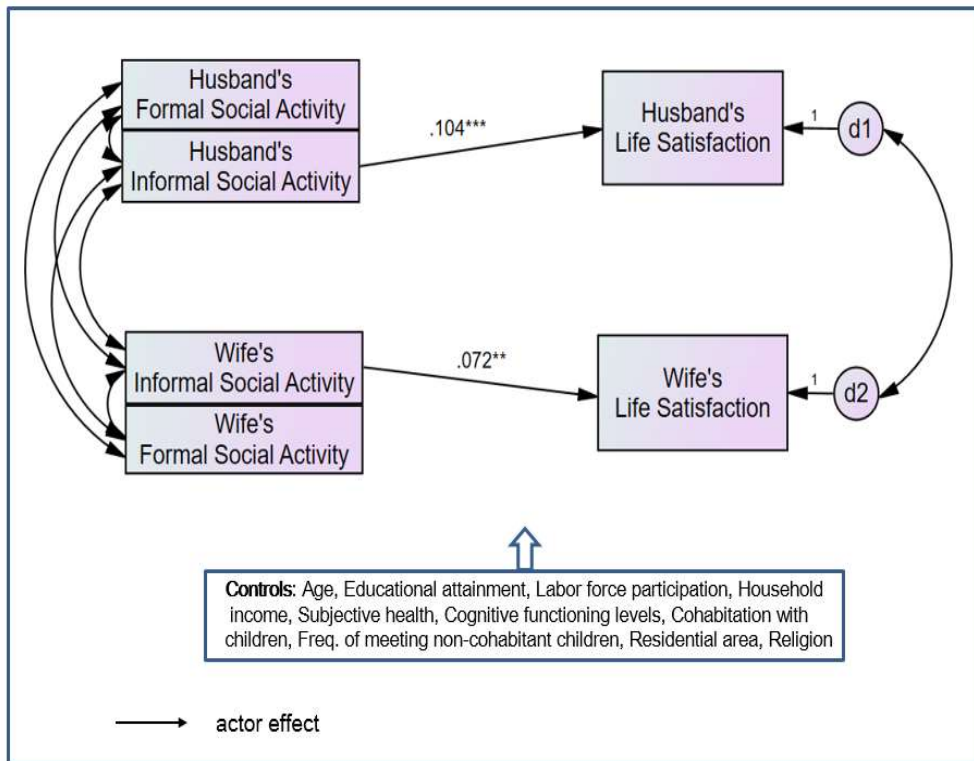 Husband's
Formal Social Activity
Husband's
Informal Social Activity
.104***
Husband's
Life Satisfaction
1
d1
Wife's
Informal Social Activity
Wife's
Formal Social Activity
.072**
Wife's
Life Satisfaction
1
d2
Controls: Age, Educational attainment, Labor force participation, Household
income, Subjective health, Cognitive functioning levels, Cohabitation with
children, Freq. of meeting non-cohabitant children, Residential area, Religion
actor effect